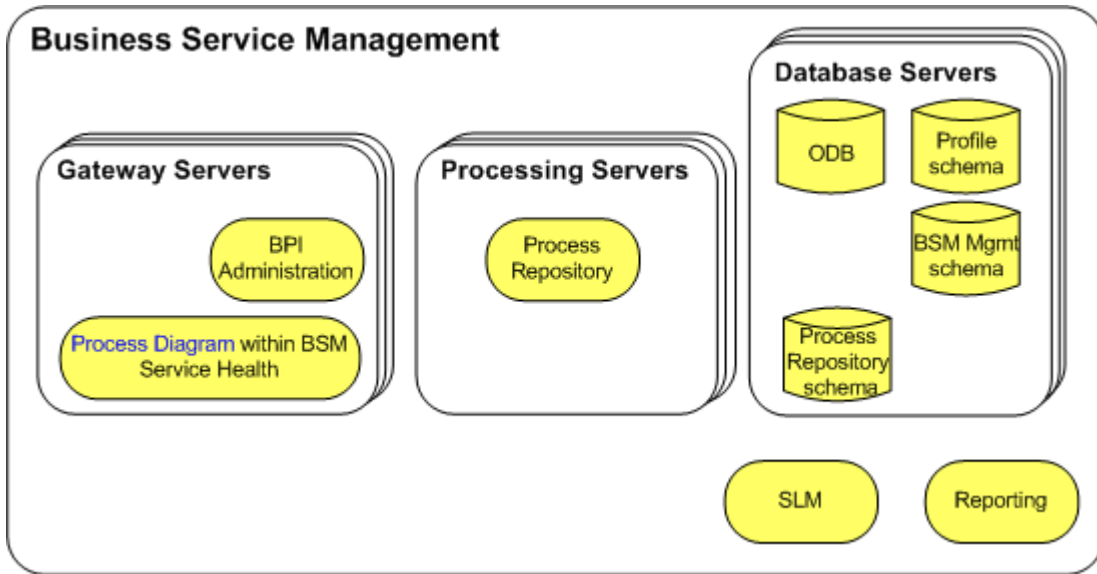 Business Service Management
Gateway Servers
BPI
Administration
Process Diagram within BSM
Service Health
Processing Servers
Process
Repository
Database Servers
ODB
Profile
schema
BSM Mgmt
schema
Process
Repository
schema
SLM
Reporting